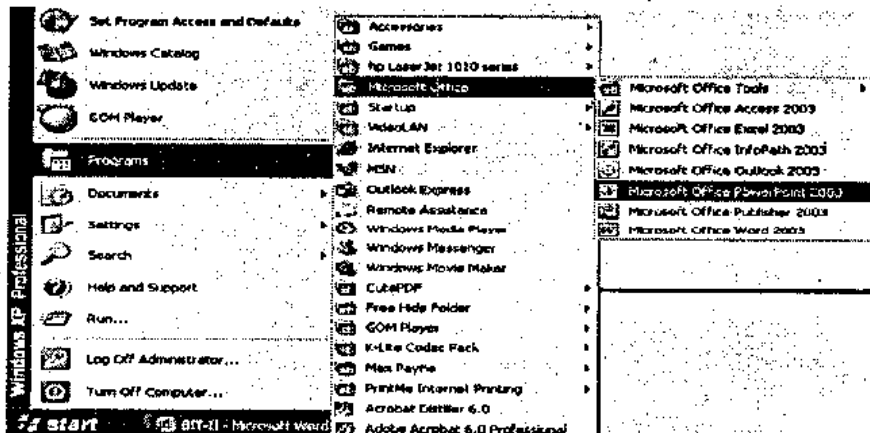 Set Program Access and Defaults
Windows Catalog
Windows Update
GOM Player
Programs
Documents
Settings
Search
Help and Support
Run...
Log Off Administrator...
Turn Off Computer...
Windows XP Professional
start
BIT-II - Microsoft Word
Accessories
Games
hp LaserJet 1010 series
Microsoft Office
Startup
VideoLAN
Internet Explorer
MSN
Outlook Express
Remote Assistance
Windows Media Player
Windows Messenger
Windows Movie Maker
CutePDF
Free Hide Folder
GOM Player
K-Lite Codec Pack
Max Payne
PrintMe Internet Printing
Acrobat Distiller 6.0
Adobe Acrobat 6.0 Professional
Microsoft Office Tools
Microsoft Office Access 2003
Microsoft Office Excel 2003
Microsoft Office InfoPath 2003
Microsoft Office Outlook 2003
Microsoft Office PowerPoint 2003
Microsoft Office Publisher 2003
Microsoft Office Word 2003